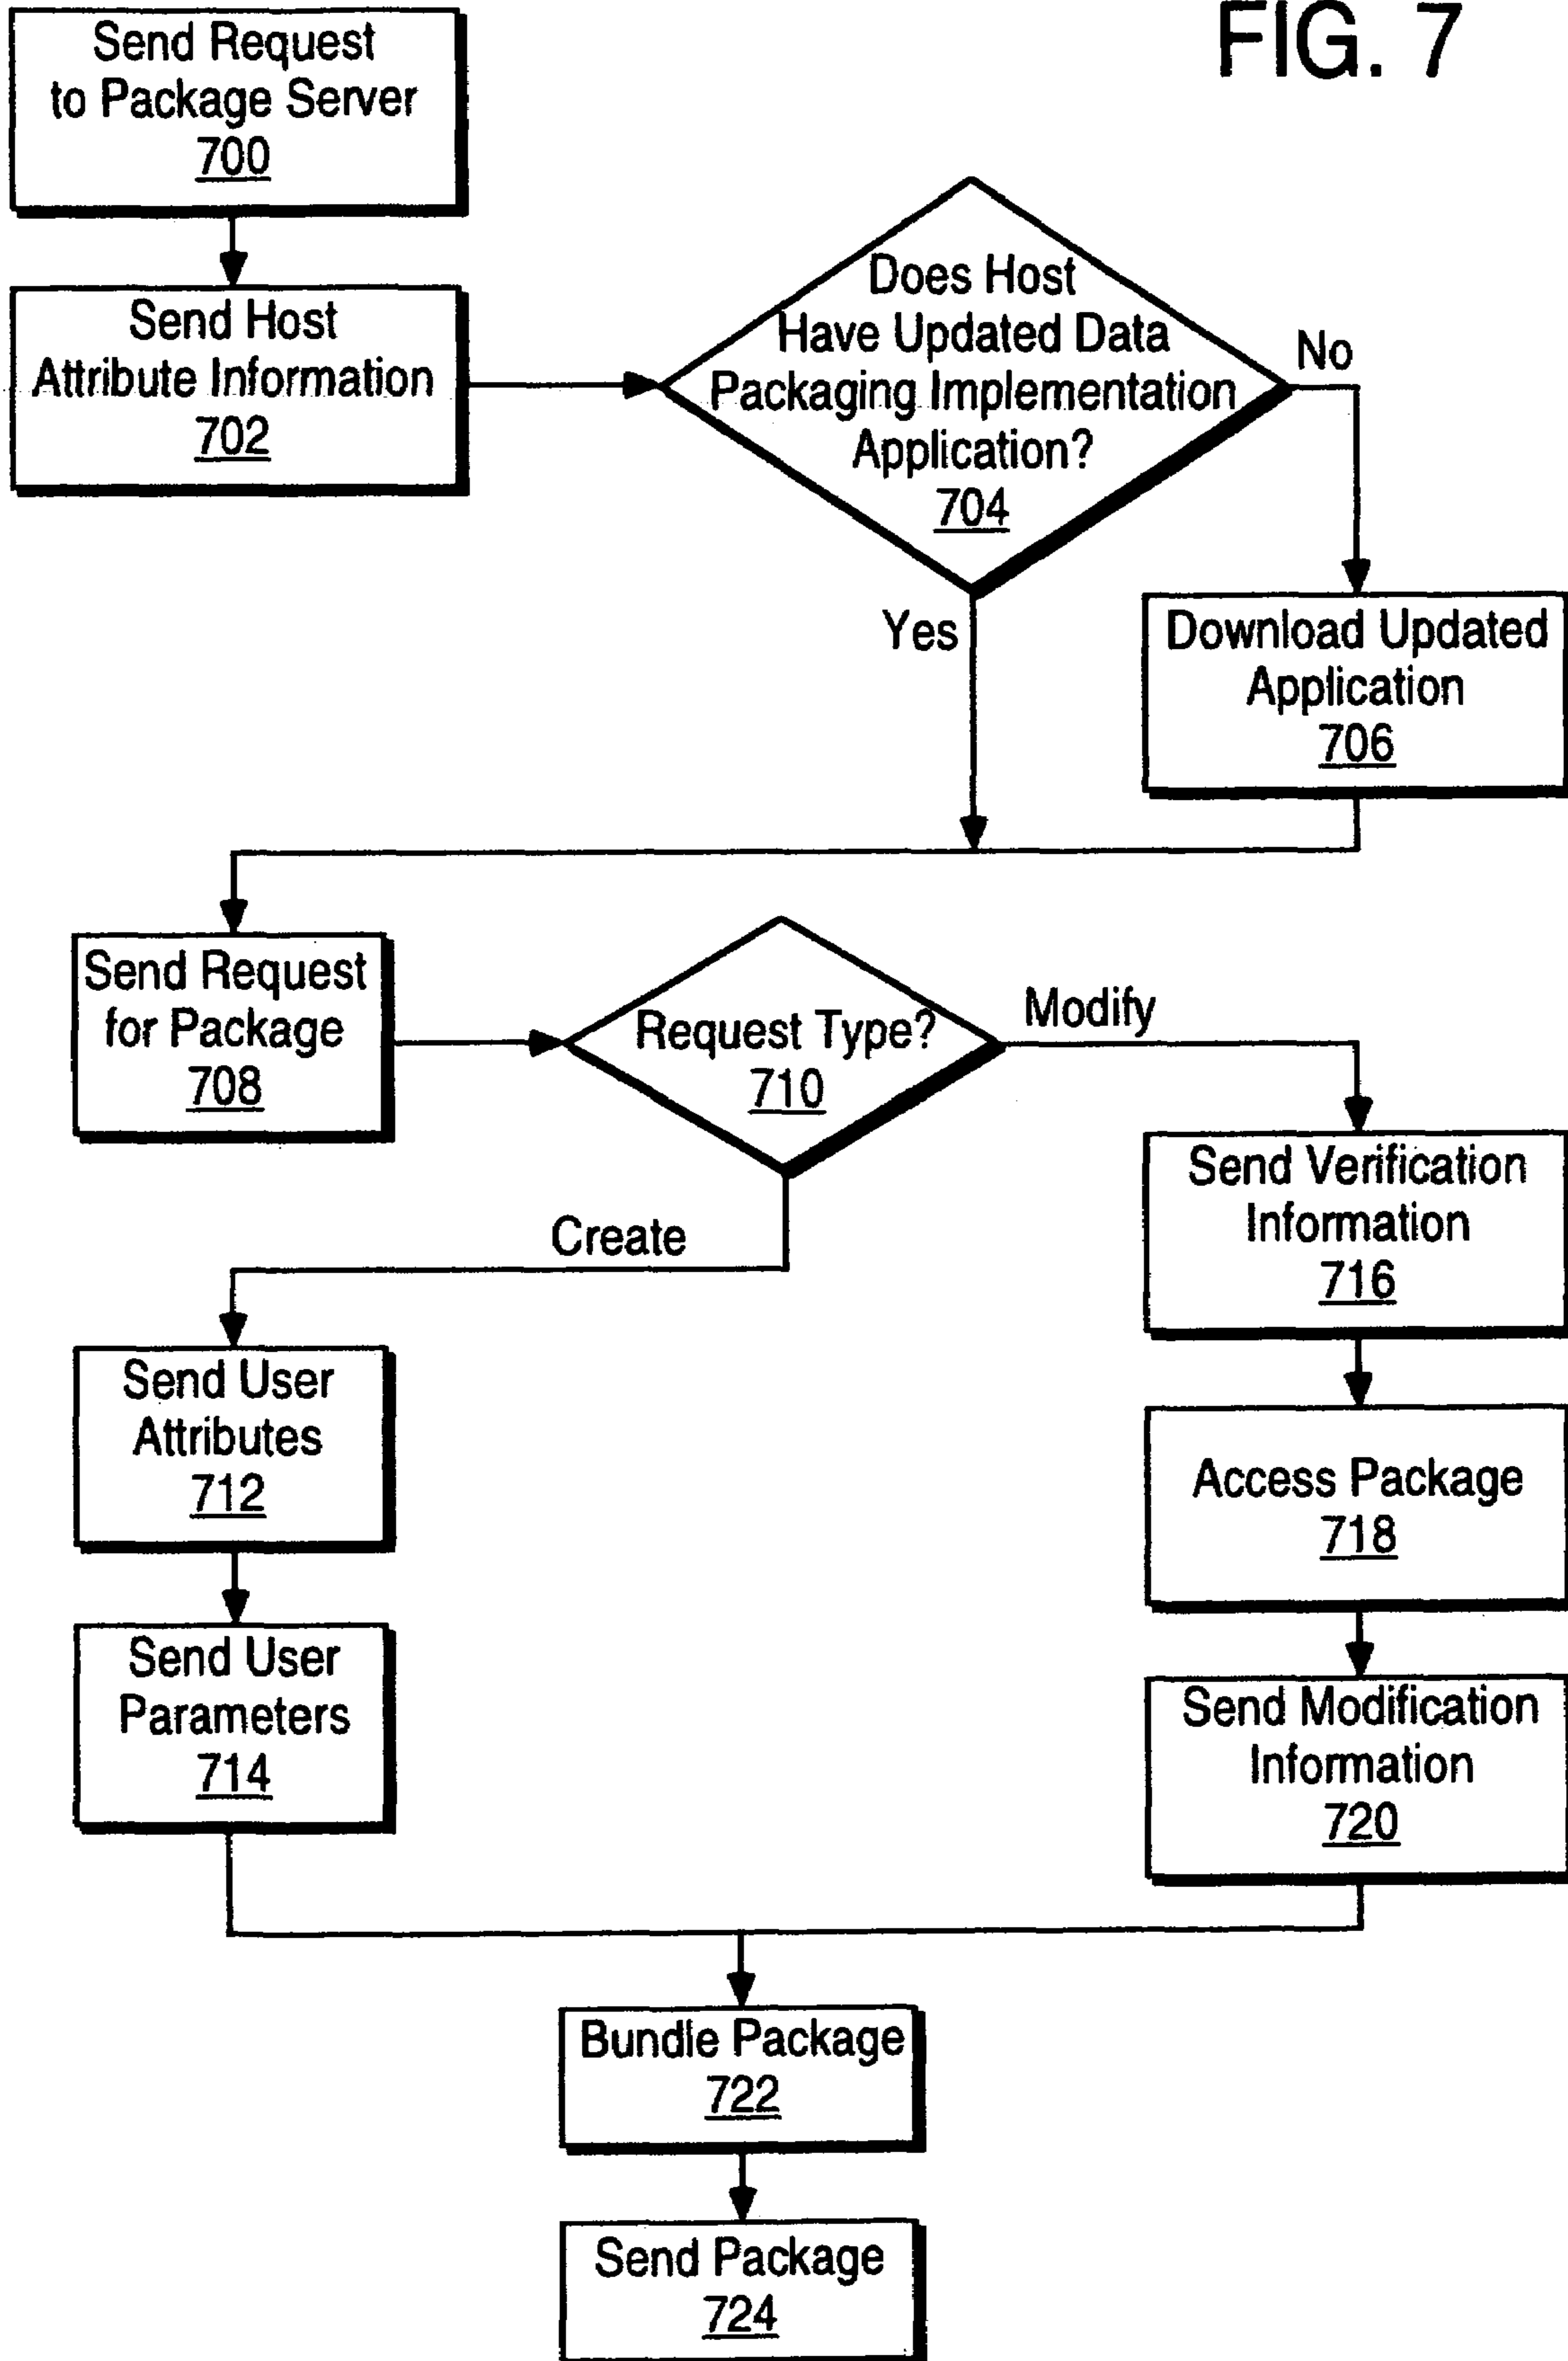 FIG. 7
Send Request
to Package Server
700
Send Host
Attribute Information
702
Does Host
Have Updated Data
Packaging Implementation
Application?
704
No
Yes
Download Updated
Application
706
Send Request
for Package
708
Request Type?
710
Modify
Create
Send User
Attributes
712
Send User
Parameters
714
Send Verification
Information
716
Access Package
718
Send Modification
Information
720
Bundle Package
722
Send Package
724